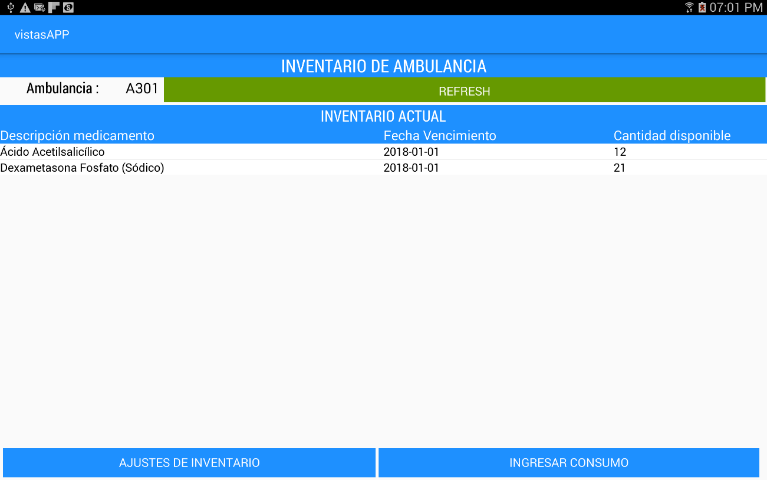 07:01 PM
vistasAPP
INVENTARIO DE AMBULANCIA
Ambulancia : A301 REFRESH
INVENTARIO ACTUAL
Descripción medicamento Fecha Vencimiento Cantidad disponible
Ácido Acetilsalicílico 2018-01-01 12
Dexametasona Fosfato (Sódico) 2018-01-01 21
AJUSTES DE INVENTARIO INGRESAR CONSUMO